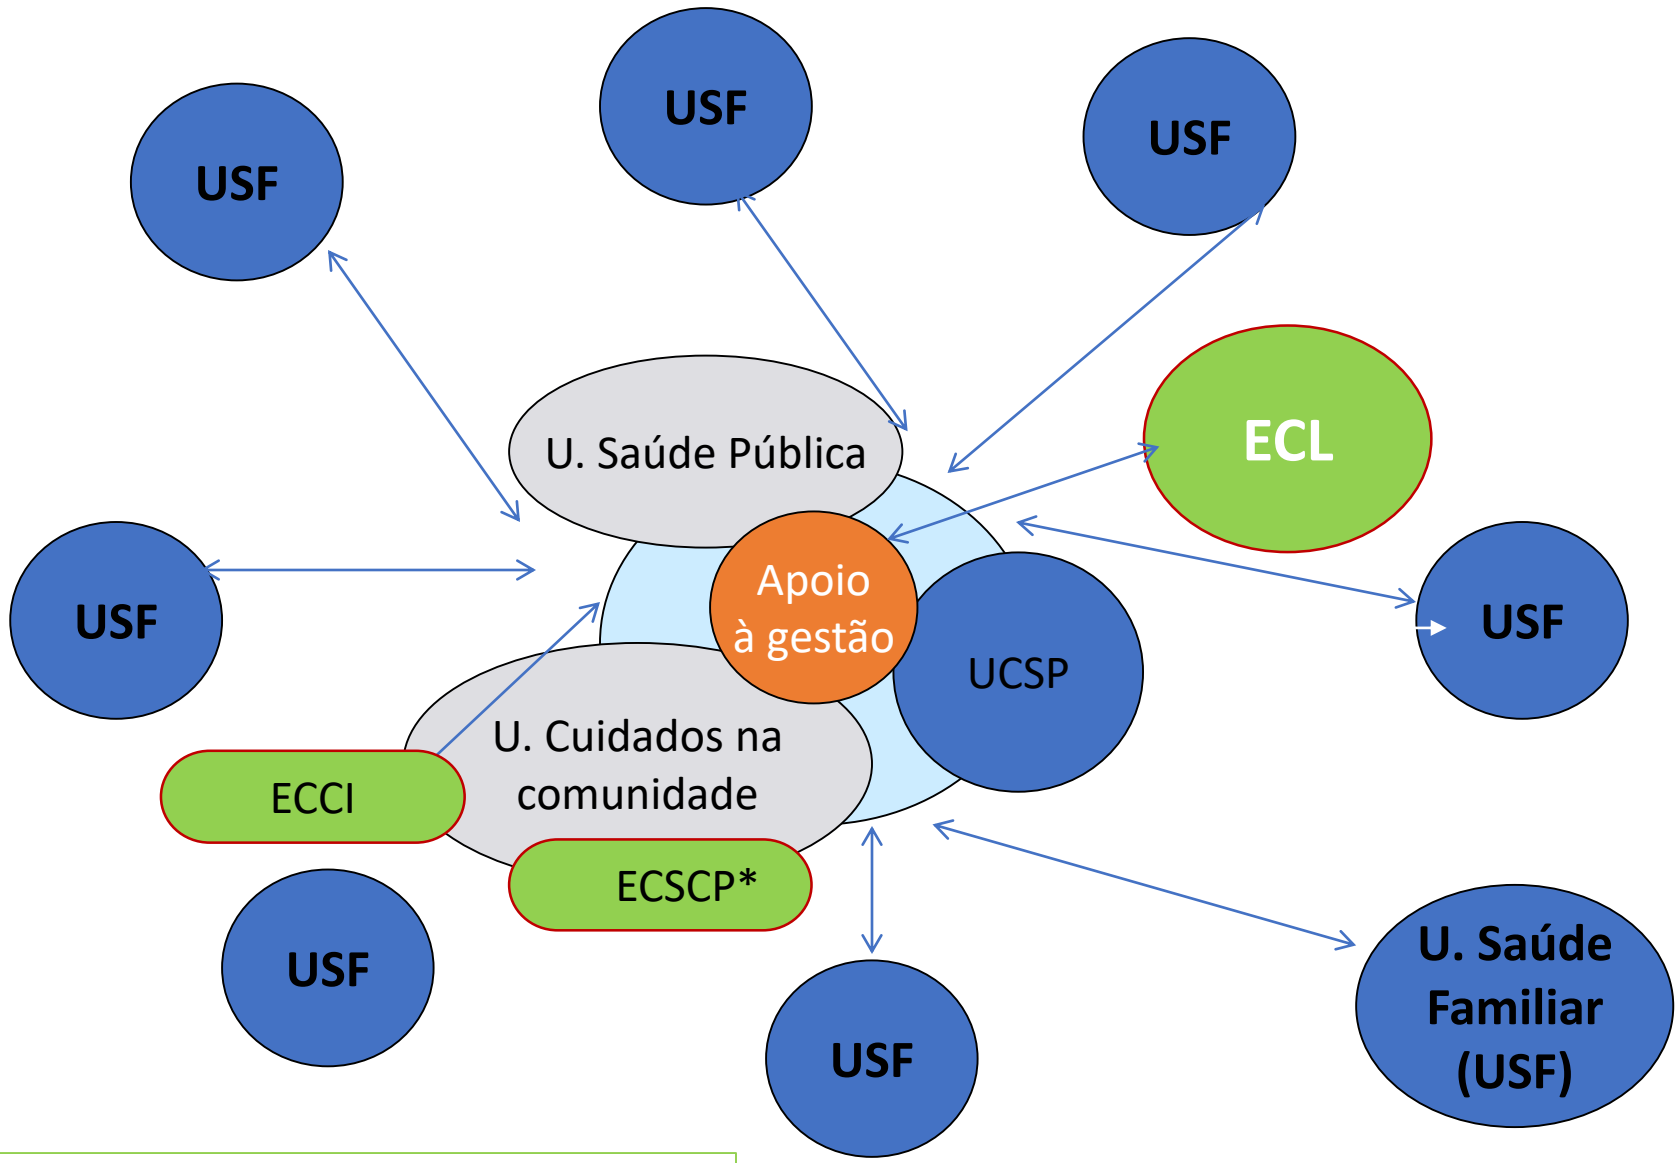 USF
USF
USF
U. Saúde Pública
ECL
Apoio
à gestão
USF
USF
UCSP
U. Cuidados na
comunidade
ECCI
ECSCP*
USF
USF
U. Saúde
Familiar
(USF)